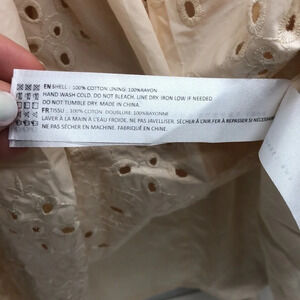 EN SHELL : 100% COTTON LINING: 100%RAYON
HAND WASH COLD. DO NOT BLEACH. LINE DRY. IRON LOW IF NEEDED
DO NOT TUMBLE DRY. MADE IN CHINA.
FR TISSU : 100% COTON. DOUBLURE: 100%RAYONNE
LAVER À LA MAIN À L'EAU FROIDE. NE PAS JAVELLISER. SÉCHER À L'AIR.FER À REPASSER SI NÉCESSAIRE
NE PAS SÉCHER EN MACHINE. FABRIQUÉ EN CHINE.